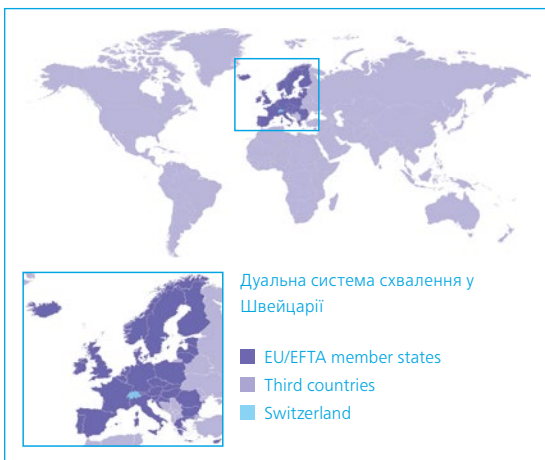 Дуальна система схвалення у
Швейцарії
EU/EFTA member states
Third countries
Switzerland